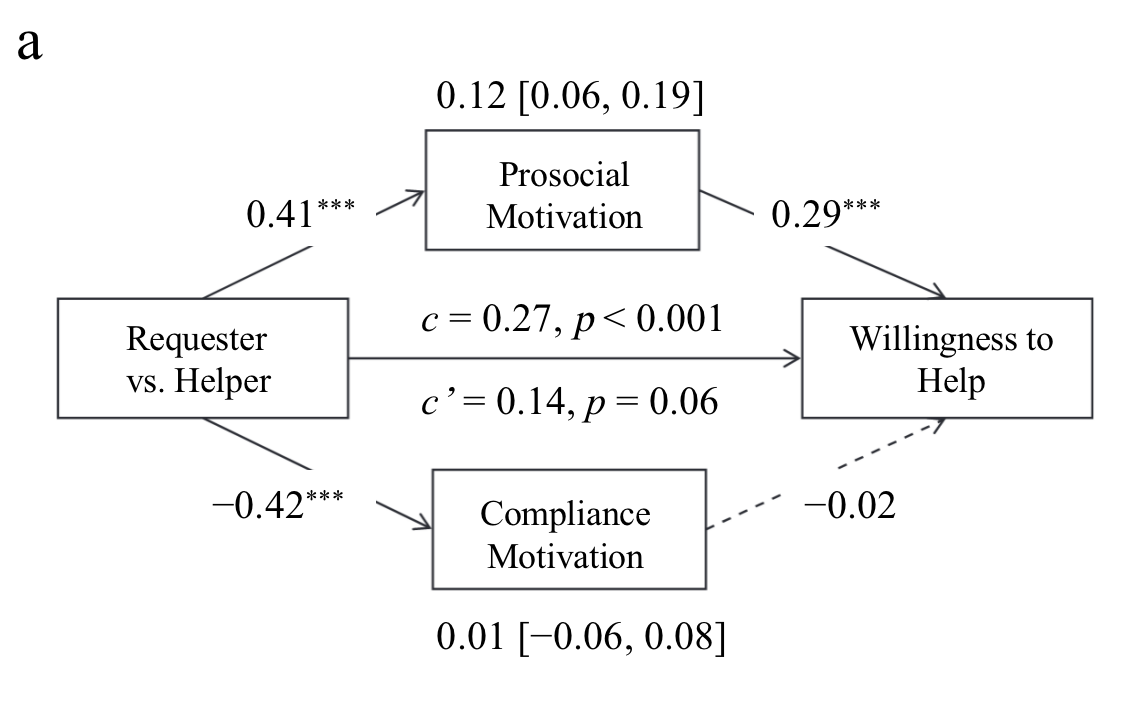 a
0.12 [0.06, 0.19]
Prosocial
Motivation
0.41***
0.29***
c = 0.27, p < 0.001
Requester
vs. Helper
Willingness to
Help
c’ = 0.14, p = 0.06
−0.42***
Compliance
Motivation
−0.02
0.01 [−0.06, 0.08]